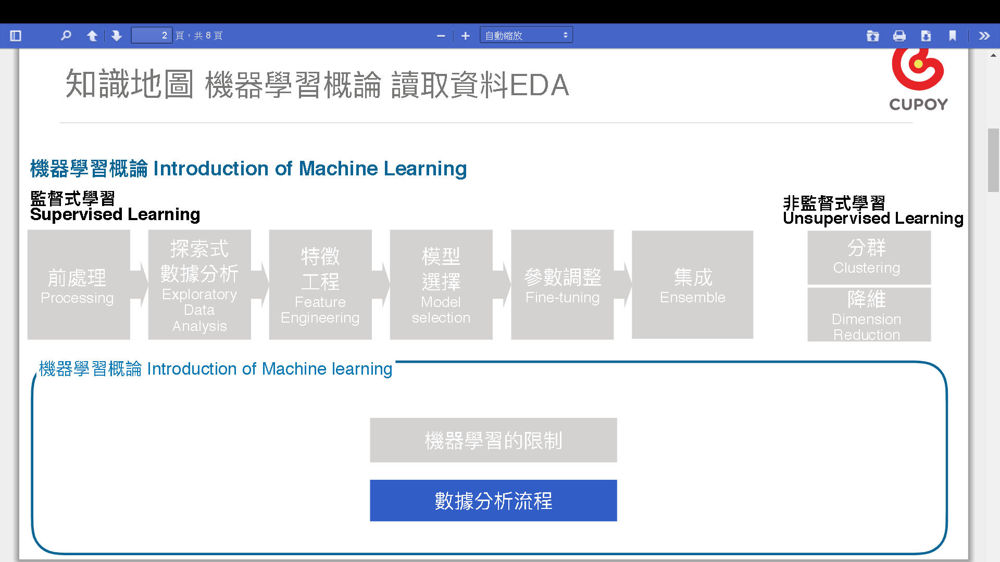 2 頁，共 8 頁
自動縮放
知識地圖 機器學習概論 讀取資料EDA
CUPOY
機器學習概論 Introduction of Machine Learning
監督式學習
Supervised Learning
非監督式學習
Unsupervised Learning
前處理
Processing
探索式
數據分析
Exploratory
Data
Analysis
特徵
工程
Feature
Engineering
模型
選擇
Model
selection
參數調整
Fine-tuning
集成
Ensemble
分群
Clustering
降維
Dimension
Reduction
機器學習概論 Introduction of Machine learning
機器學習的限制
數據分析流程